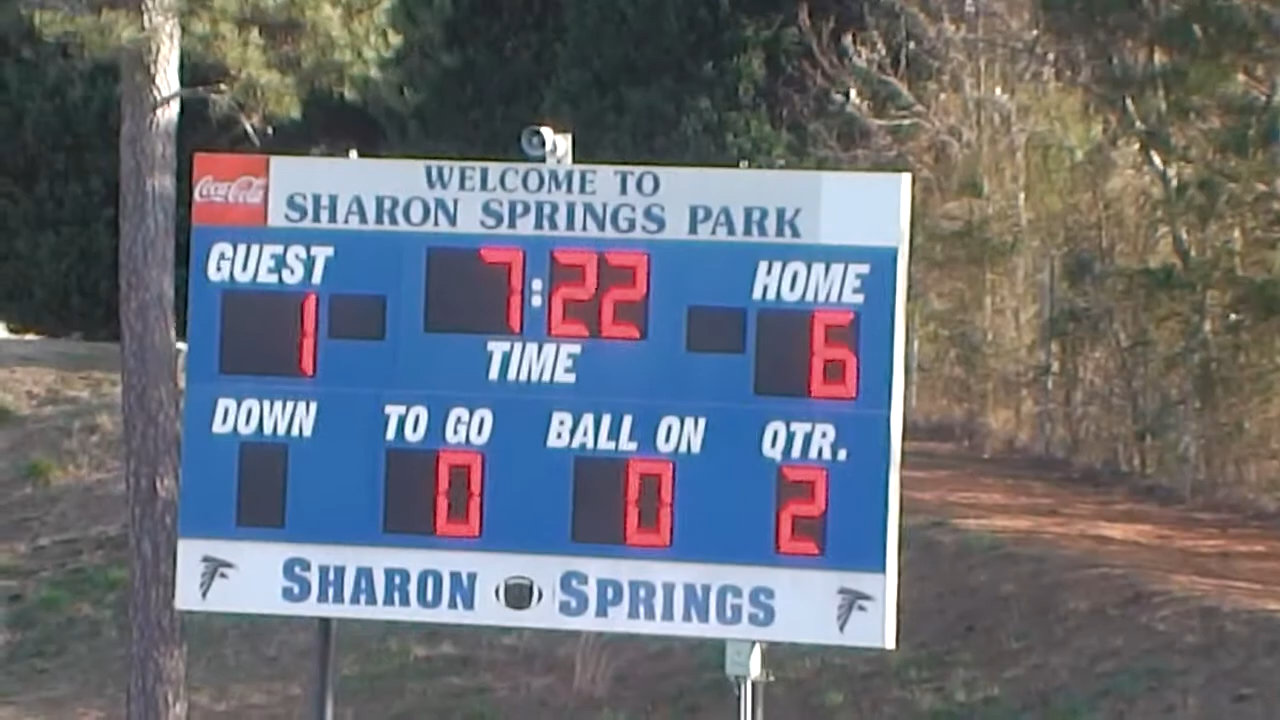 Coca-Cola
WELCOME TO
SHARON SPRINGS PARK
GUEST 7:22 HOME
1 6
TIME
DOWN TO GO BALL ON QTR.
0 0 2
SHARON SPRINGS